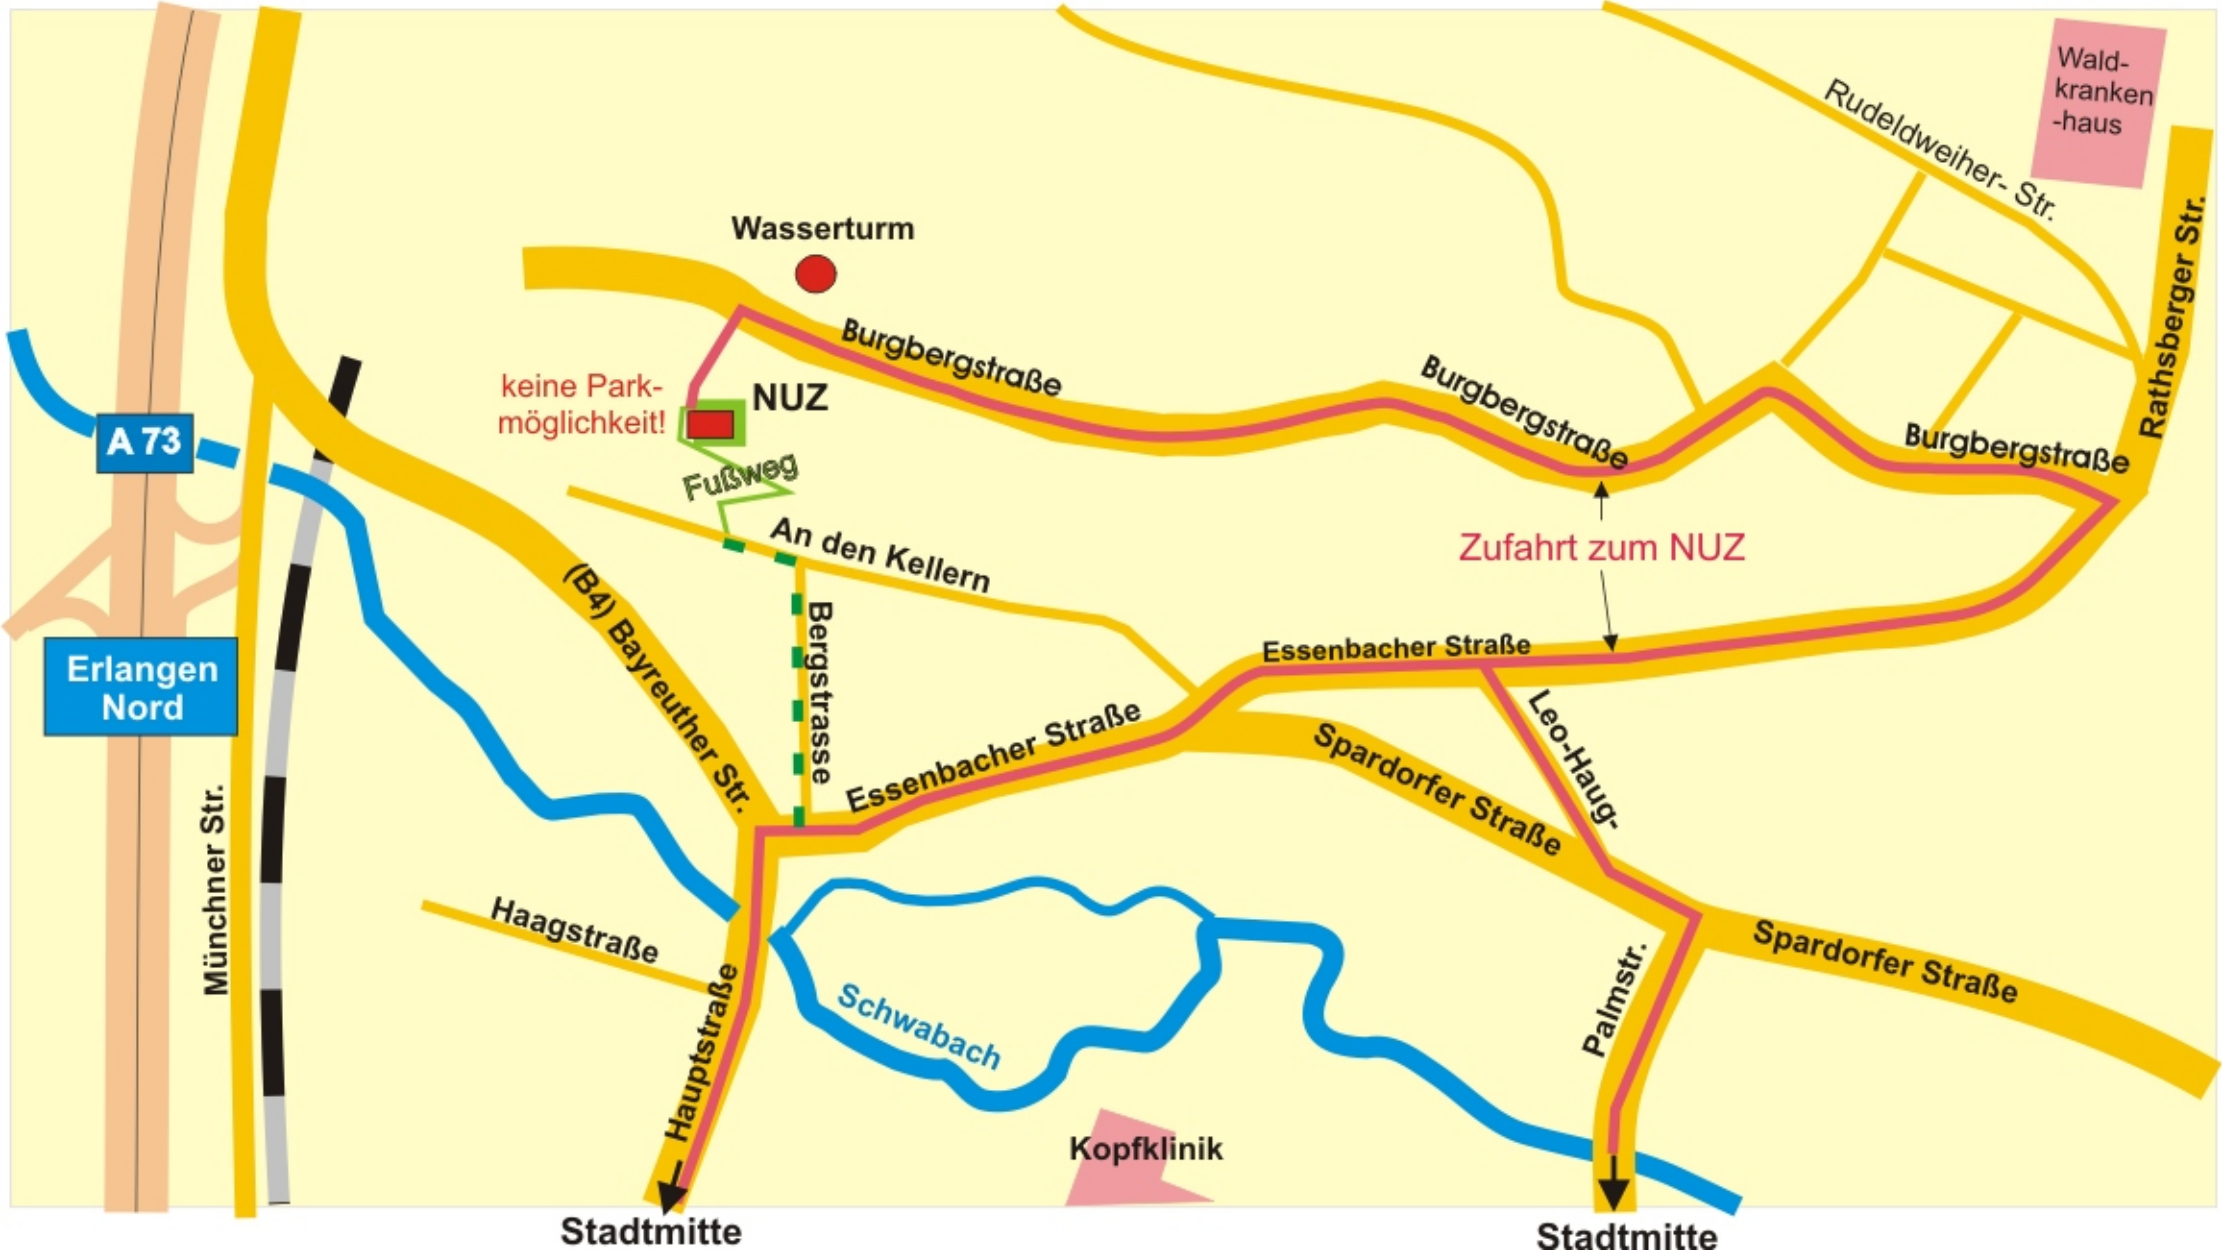 Wald-
kranken
-haus
Rudeldweiher- Str.
Rathsberger Str.
Wasserturm
Burgbergstraße
Burgbergstraße
Burgbergstraße
keine Park-
möglichkeit!
NUZ
Fußweg
A 73
An den Kellern
Zufahrt zum NUZ
(B4) Bayreuther Str.
Bergstrasse
Essenbacher Straße
Essenbacher Straße
Erlangen
Nord
Leo-Haug-
Spardorfer Straße
Münchner Str.
Haagstraße
Hauptstraße
Schwabach
Palmstr.
Spardorfer Straße
Kopfklinik
Stadtmitte
Stadtmitte